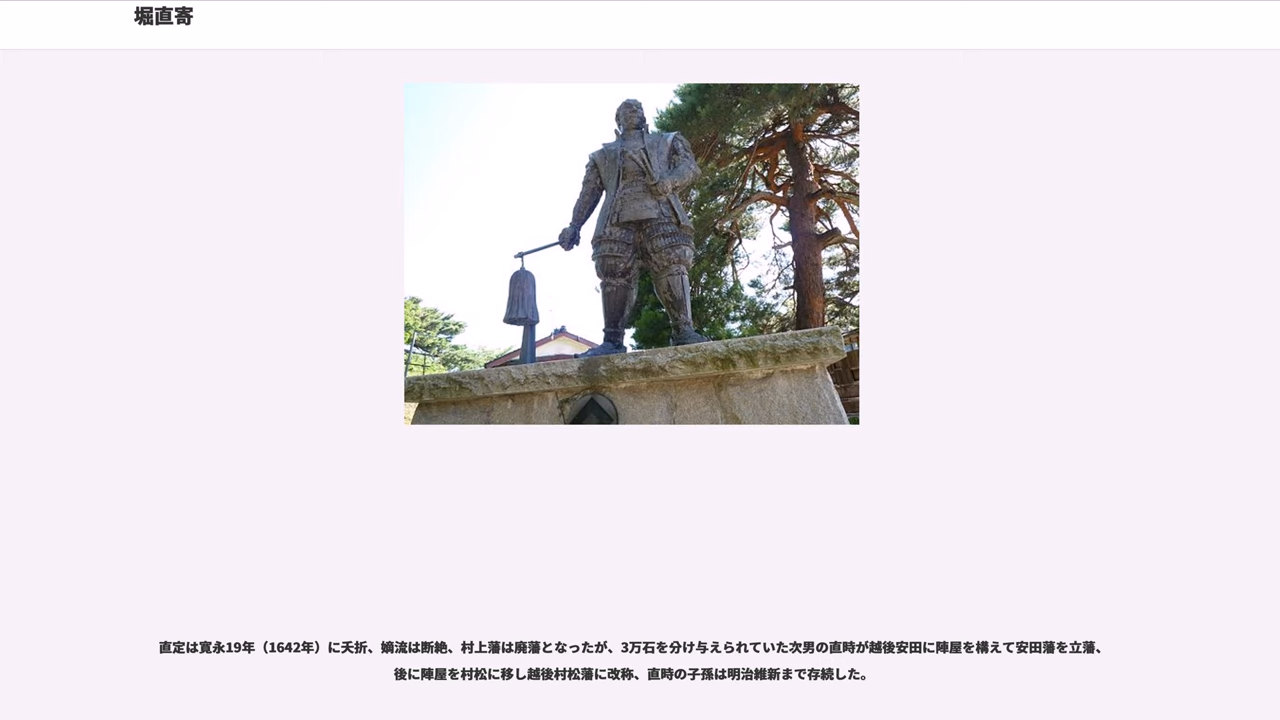 堀直寄
直定は寛永19年（1642年）に夭折、嫡流は断絶、村上藩は廃藩となったが、3万石を分け与えられていた次男の直時が越後安田に陣屋を構えて安田藩を立藩、
後に陣屋を村松に移し越後村松藩に改称、直時の子孫は明治維新まで存続した。